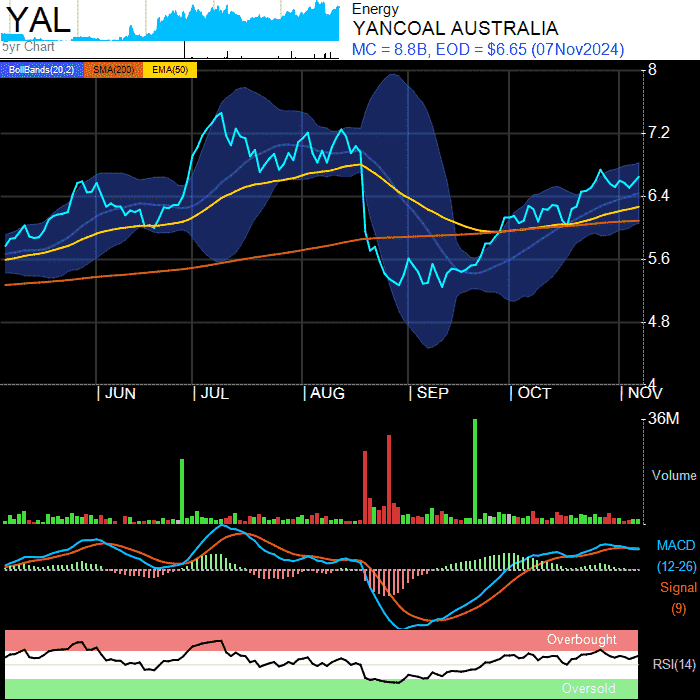 YAL
5yr Chart
Energy
YANCOAL AUSTRALIA
MC = 8.8B, EOD = $6.65 (07Nov2024)
BollBands(20,2) SMA(200) EMA(50)
8
7.2
6.4
5.6
4.8
4
JUN JUL AUG SEP OCT NOV
36M
Volume
MACD
(12-26)
Signal
(9)
Overbought
RSI(14)
Oversold